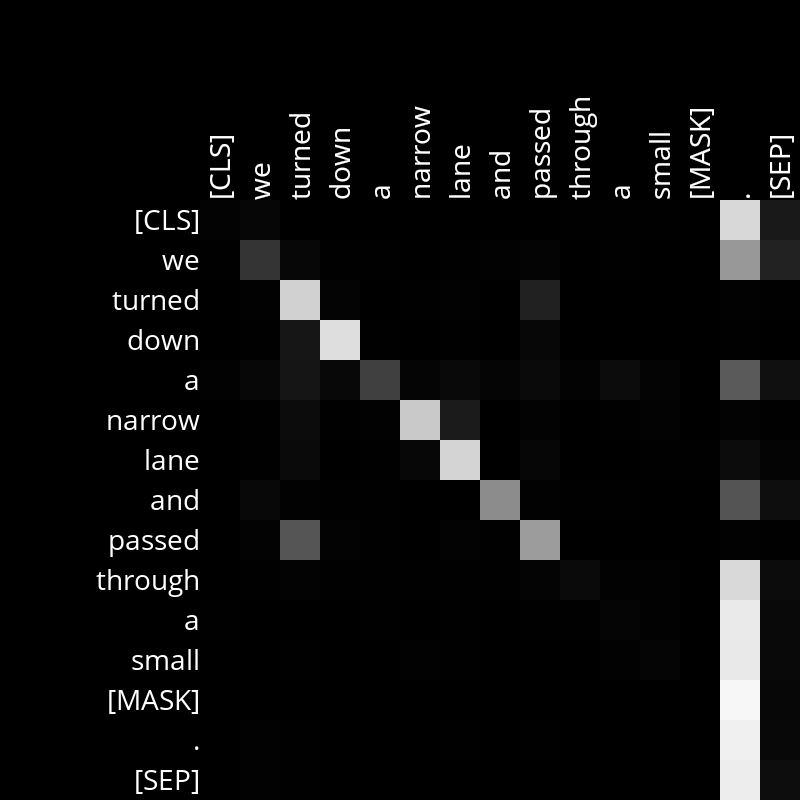 [CLS] we turned down a narrow lane and passed through a small [MASK] . [SEP]
[CLS]
we
turned
down
a
narrow
lane
and
passed
through
a
small
[MASK]
.
[SEP]